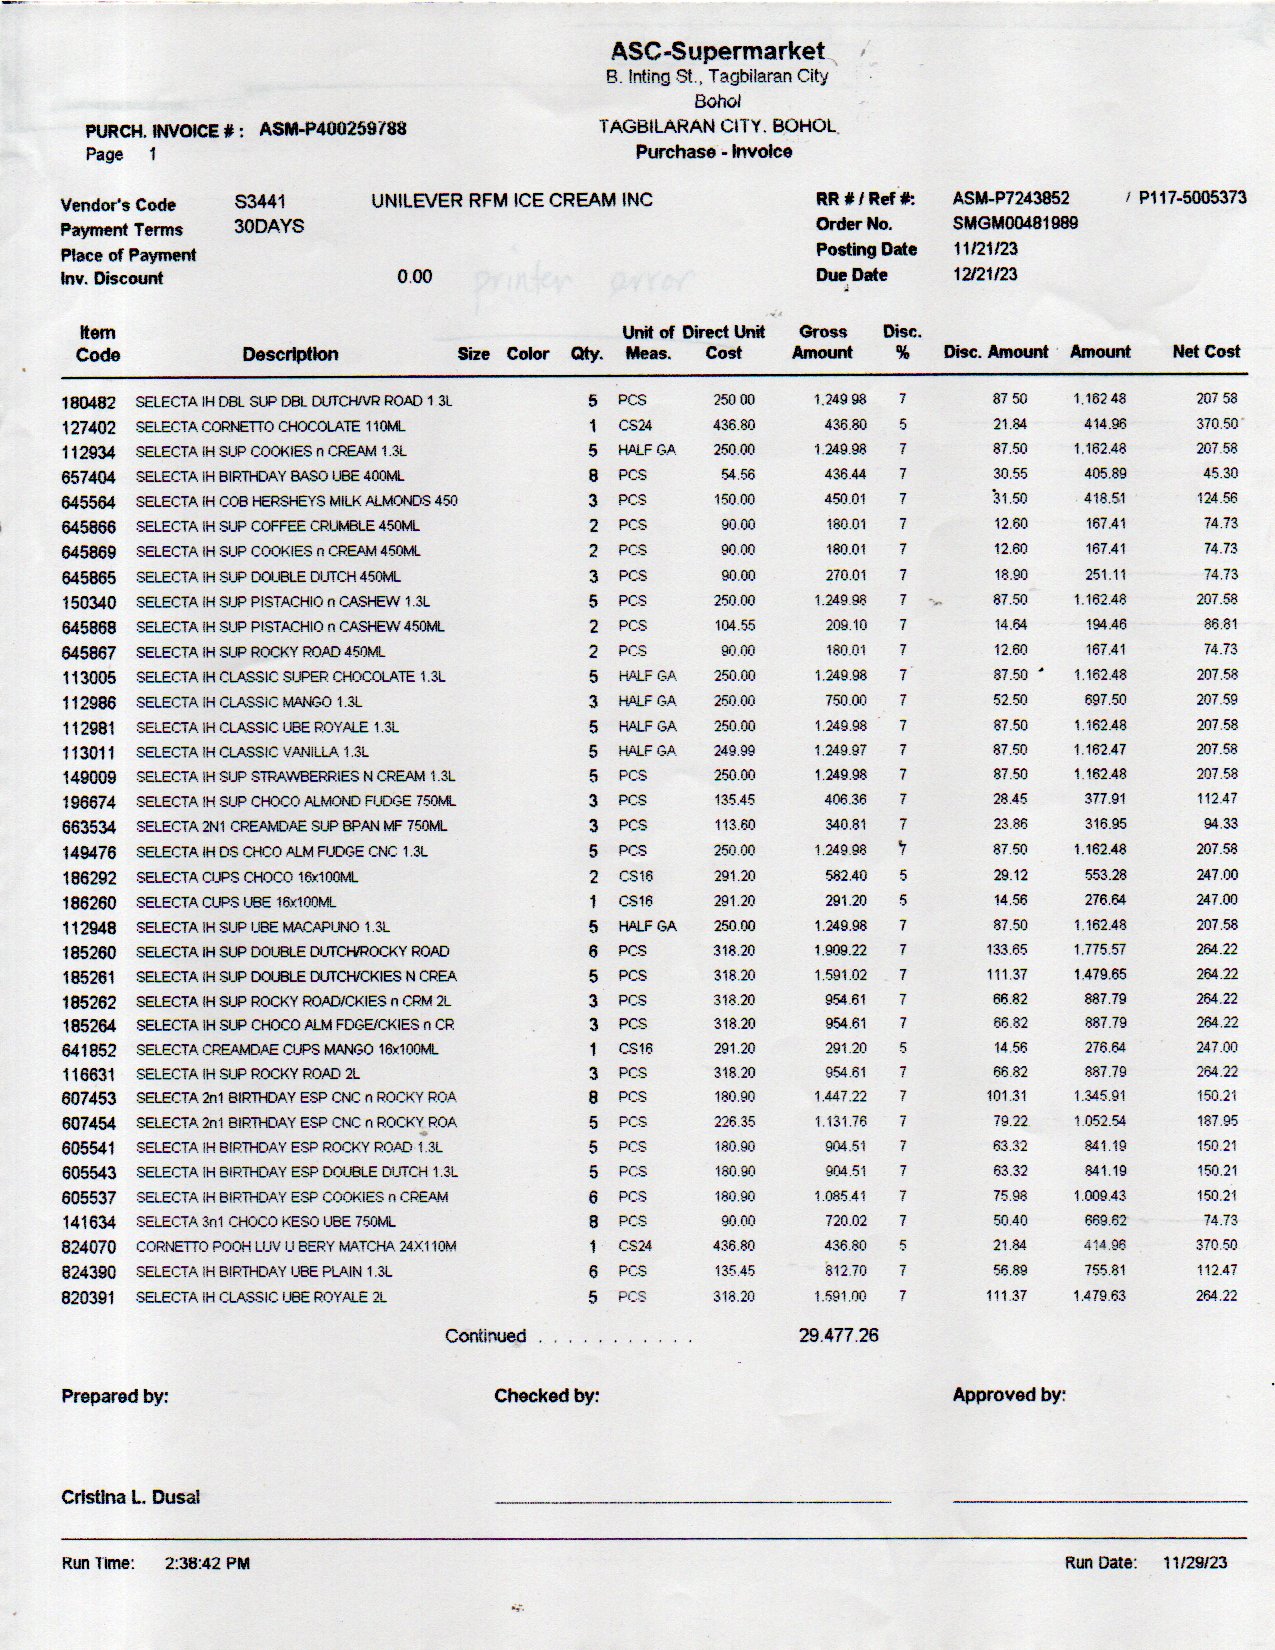 ASC-Supermarket
B. Inting St., Tagbilaran City
Bohol
PURCH. INVOICE # : ASM-P400259788 TAGBILARAN CITY. BOHOL
Page 1 Purchase - Invoice
Vendor's Code S3441 UNILEVER RFM ICE CREAM INC RR # / Ref #: ASM-P7243852 / P117-5005373
Payment Terms 30DAYS Order No. SMGM00481989
Place of Payment Posting Date 11/21/23
Inv. Discount 0.00 printer error Due Date 12/21/23
Item Unit of Direct Unit Gross Disc.
Code Description Size Color Qty. Meas. Cost Amount % Disc. Amount Amount Net Cost
180482 SELECTA IH DBL SUP DBL DUTCH/VR ROAD 1 3L 5 PCS 250 00 1.249 98 7 87 50 1.162 48 207 58
127402 SELECTA CORNETTO CHOCOLATE 110ML 1 CS24 436.80 436.80 5 21.84 414.96 370.50
112934 SELECTA IH SUP COOKIES n CREAM 1.3L 5 HALF GA 250.00 1.249.98 7 87.50 1.162.48 207.58
657404 SELECTA IH BIRTHDAY BASO UBE 400ML 8 PCS 54.56 436.44 7 30.55 405.89 45.30
645564 SELECTA IH COB HERSHEYS MILK ALMONDS 450 3 PCS 150.00 450.01 7 31.50 418.51 124.56
645866 SELECTA IH SUP COFFEE CRUMBLE 450ML 2 PCS 90.00 180.01 7 12.60 167.41 74.73
645869 SELECTA IH SUP COOKIES n CREAM 450ML 2 PCS 90.00 180.01 7 12.60 167.41 74.73
645865 SELECTA IH SUP DOUBLE DUTCH 450ML 3 PCS 90.00 270.01 7 18.90 251.11 74.73
150340 SELECTA IH SUP PISTACHIO n CASHEW 1.3L 5 PCS 250.00 1.249.98 7 87.50 1.162.48 207.58
645868 SELECTA IH SUP PISTACHIO n CASHEW 450ML 2 PCS 104.55 209.10 7 14.64 194.46 86.81
645867 SELECTA IH SUP ROCKY ROAD 450ML 2 PCS 90.00 180.01 7 12.60 167.41 74.73
113005 SELECTA IH CLASSIC SUPER CHOCOLATE 1.3L 5 HALF GA 250.00 1.249.98 7 87.50 1.162.48 207.58
112986 SELECTA IH CLASSIC MANGO 1.3L 3 HALF GA 250.00 750.00 7 52.50 697.50 207.59
112981 SELECTA IH CLASSIC UBE ROYALE 1.3L 5 HALF GA 250.00 1.249.98 7 87.50 1.162.48 207.58
113011 SELECTA IH CLASSIC VANILLA 1.3L 5 HALF GA 249.99 1.249.97 7 87.50 1.162.47 207.58
149009 SELECTA IH SUP STRAWBERRIES N CREAM 1.3L 5 PCS 250.00 1.249.98 7 87.50 1.162.48 207.58
196674 SELECTA IH SUP CHOCO ALMOND FUDGE 750ML 3 PCS 135.45 406.36 7 28.45 377.91 112.47
663534 SELECTA 2N1 CREAMDAE SUP BPAN MF 750ML 3 PCS 113.60 340.81 7 23.86 316.95 94.33
149476 SELECTA IH DS CHCO ALM FUDGE CNC 1.3L 5 PCS 250.00 1.249.98 7 87.50 1.162.48 207.58
186292 SELECTA CUPS CHOCO 16x100ML 2 CS16 291.20 582.40 5 29.12 553.28 247.00
186260 SELECTA CUPS UBE 16x100ML 1 CS16 291.20 291.20 5 14.56 276.64 247.00
112948 SELECTA IH SUP UBE MACAPUNO 1.3L 5 HALF GA 250.00 1.249.98 7 87.50 1.162.48 207.58
185260 SELECTA IH SUP DOUBLE DUTCH/ROCKY ROAD 6 PCS 318.20 1.909.22 7 133.65 1.775.57 264.22
185261 SELECTA IH SUP DOUBLE DUTCH/CKIES N CREA 5 PCS 318.20 1.591.02 7 111.37 1.479.65 264.22
185262 SELECTA IH SUP ROCKY ROAD/CKIES n CRM 2L 3 PCS 318.20 954.61 7 66.82 887.79 264.22
185264 SELECTA IH SUP CHOCO ALM FDGE/CKIES n CR 3 PCS 318.20 954.61 7 66.82 887.79 264.22
641852 SELECTA CREAMDAE CUPS MANGO 16x100ML 1 CS16 291.20 291.20 5 14.56 276.64 247.00
116631 SELECTA IH SUP ROCKY ROAD 2L 3 PCS 318.20 954.61 7 66.82 887.79 264.22
607453 SELECTA 2n1 BIRTHDAY ESP CNC n ROCKY ROA 8 PCS 180.90 1.447.22 7 101.31 1.345.91 150.21
607454 SELECTA 2n1 BIRTHDAY ESP CNC n ROCKY ROA 5 PCS 226.35 1.131.76 7 79.22 1.052.54 187.95
605541 SELECTA IH BIRTHDAY ESP ROCKY ROAD 1.3L 5 PCS 180.90 904.51 7 63.32 841.19 150.21
605543 SELECTA IH BIRTHDAY ESP DOUBLE DUTCH 1.3L 5 PCS 180.90 904.51 7 63.32 841.19 150.21
605537 SELECTA IH BIRTHDAY ESP COOKIES n CREAM 6 PCS 180.90 1.085.41 7 75.98 1.009.43 150.21
141634 SELECTA 3n1 CHOCO KESO UBE 750ML 8 PCS 90.00 720.02 7 50.40 669.62 74.73
824070 CORNETTO POOH LUV U BERY MATCHA 24X110M 1 CS24 436.80 436.80 5 21.84 414.96 370.50
824390 SELECTA IH BIRTHDAY UBE PLAIN 1.3L 6 PCS 135.45 812.70 7 56.89 755.81 112.47
820391 SELECTA IH CLASSIC UBE ROYALE 2L 5 PCS 318.20 1.591.00 7 111.37 1.479.63 264.22
Continued . . . . . . . . . . . 29.477.26
Prepared by: Checked by: Approved by:
Cristina L. Dusal
Run Time: 2:38:42 PM Run Date: 11/29/23